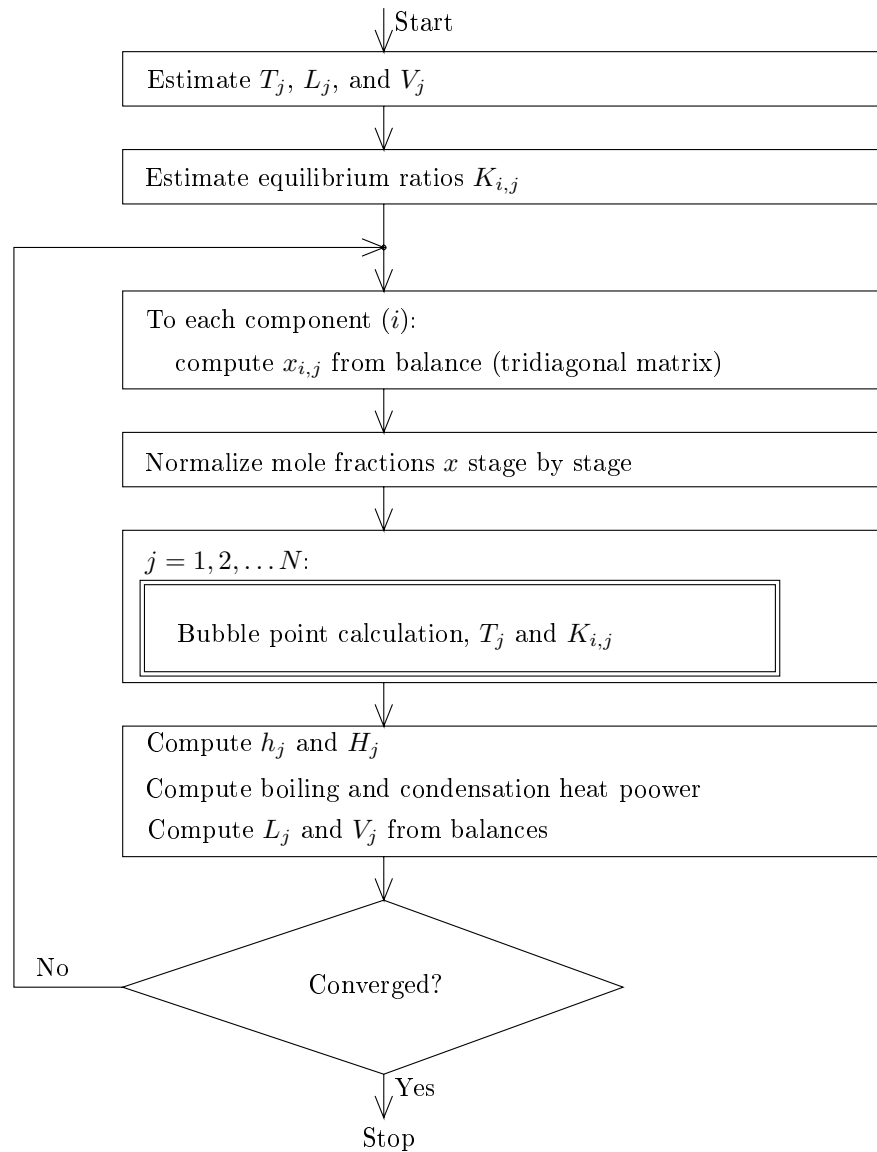 Start
Estimate $T_j$, $L_j$, and $V_j$
Estimate equilibrium ratios $K_{i,j}$
To each component ($i$):
compute $x_{i,j}$ from balance (tridiagonal matrix)
Normalize mole fractions $x$ stage by stage
$j = 1, 2, \ldots N$:
Bubble point calculation, $T_j$ and $K_{i,j}$
Compute $h_j$ and $H_j$
Compute boiling and condensation heat poower
Compute $L_j$ and $V_j$ from balances
No
Converged?
Yes
Stop